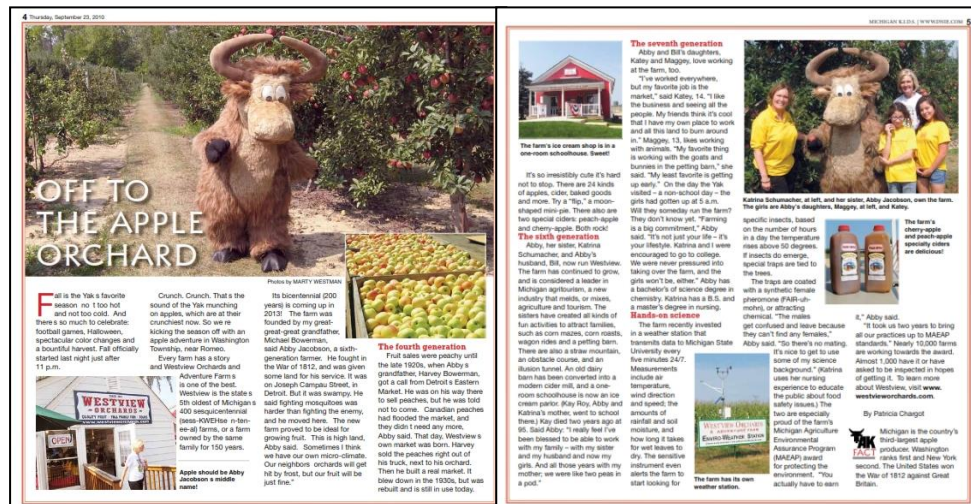 4 Thursday, September 23, 2010
OFF TO
THE APPLE
ORCHARD
Photos by MARTY WESTMAN
Fall is the Yak's favorite
season no t too hot
and not too cold. And
there s so much to celebrate:
football games, Halloween,
spectacular color changes and
a bountiful harvest. Fall officially
started last night just after
11 p.m.
WESTVIEW
ORCHARDS
OPEN
Apple should be Abby
Jacobson s middle
name!
Crunch. Crunch. That s the
sound of the Yak munching
on apples, which are at their
crunchiest now. So we re
kicking the season off with an
apple adventure in Washington
Township, near Romeo.
Every farm has a story
and Westview Orchards and
Adventure Farm s
is one of the best.
Westview is the state s
5th oldest of Michigan s
400 sesquicentennial
(sess-KWEHSe n-ten-
ee-al) farms, or a farm
owned by the same
family for 150 years.
Its bicentennial (200
years) is coming up in
2013! The farm was
founded by my great-
great-great grandfather,
Michael Bowerman,
said Abby Jacobson, a sixth-
generation farmer. He fought in
the War of 1812, and was given
some land for his service. It was
on Joseph Campau Street, in
Detroit. But it was swampy. He
said fighting mosquitoes was
harder than fighting the enemy,
and he moved here. The new
farm proved to be ideal for
growing fruit. This is high land,
Abby said. Sometimes I think
we have our own micro-climate.
Our neighbors orchards will get
hit by frost, but our fruit will be
just fine."
The fourth generation
Fruit sales were peachy until
the late 1920s, when Abby s
grandfather, Harvey Bowerman,
got a call from Detroit s Eastern
Market. He was on his way there
to sell peaches, but he was told
not to come. Canadian peaches
had flooded the market, and
they didn t need any more,
Abby said. That day, Westview s
own market was born. Harvey
sold the peaches right out of
his truck, next to his orchard.
Then he built a real market. It
blew down in the 1930s, but was
rebuilt and is still in use today.
MICHIGAN K.I.D.S. | WWW.DNIE.COM 5
The farm's ice cream shop is in a
one-room schoolhouse. Sweet!
It's so irresistibly cute it's hard
not to stop. There are 24 kinds
of apples, cider, baked goods
and more. Try a "flip," a moon-
shaped mini-pie. There also are
two special ciders: peach-apple
and cherry-apple. Both rock!
The sixth generation
Abby, her sister, Katrina
Schumacher, and Abby's
husband, Bill, now run Westview.
The farm has continued to grow,
and is considered a leader in
Michigan agritourism, a new
industry that melds, or mixes,
agriculture and tourism. The
sisters have created all kinds of
fun activities to attract families,
such as corn mazes, corn roasts,
wagon rides and a petting barn.
There are also a straw mountain,
an obstacle course, and an
illusion tunnel. An old dairy
barn has been converted into a
modern cider mill, and a one-
room schoolhouse is now an ice
cream parlor. (Kay Roy, Abby and
Katrina's mother, went to school
there.) Kay died two years ago at
95. Said Abby: "I really feel I've
been blessed to be able to work
with my family – with my sister
and my husband and now my
girls. And all those years with my
mother, we were like two peas in
a pod."
The seventh generation
Abby and Bill's daughters,
Katey and Maggey, love working
at the farm, too.
"I've worked everywhere,
but my favorite job is the
market," said Katey, 14. "I like
the business and seeing all the
people. My friends think it's cool
that I have my own place to work
and all this land to bum around
in." Maggey, 13, likes working
with animals. "My favorite thing
is working with the goats and
bunnies in the petting barn," she
said. "My least favorite is getting
up early." On the day the Yak
visited – a non-school day – the
girls had gotten up at 5 a.m.
Will they someday run the farm?
They don't know yet. "Farming
is a big commitment," Abby
said. "It's not just your life – it's
your lifestyle. Katrina and I were
encouraged to go to college.
We were never pressured into
taking over the farm, and the
girls won't be, either." Abby has
a bachelor's of science degree in
chemistry. Katrina has a B.S. and
a master's degree in nursing.
Hands-on science
The farm recently invested
in a weather station that
transmits data to Michigan State
University every
five minutes 24/7.
Measurements
include air
temperature,
wind direction
and speed; the
amounts of
rainfall and soil
moisture, and
how long it takes
for wet leaves to
dry. The sensitive
instrument even
alerts the farm to
start looking for
Katrina Schumacher, at left, and her sister, Abby Jacobson, own the farm.
The girls are Abby's daughters, Maggey, at left, and Katey.
specific insects, based
on the number of hours
in a day the temperature
rises above 50 degrees.
If insects do emerge,
special traps are tied to
the trees.
The traps are coated
with a synthetic female
pheromone (FAIR-uh-
mohn), or attracting
chemical. "The males
get confused and leave because
they can't find any females,"
Abby said. "So there's no mating.
It's nice to get to use
some of my science
background." (Katrina
uses her nursing
experience to educate
the public about food
safety issues.) The
two are especially
proud of the farm's
Michigan Agriculture
Environmental
Assurance Program
(MAEAP) award
for protecting the
environment. "You
actually have to earn
WESTVIEW ORCHARDS
& ADVENTURE FARM
ENVIRO-WEATHER STATION
The farm has its own
weather station.
The farm's
cherry-apple
and peach-apple
specialty ciders
are delicious!
it," Abby said.
"It took us two years to bring
all our practices up to MAEAP
standards." Nearly 10,000 farms
are working towards the award.
Almost 1,000 have it or have
asked to be inspected in hopes
of getting it. To learn more
about Westview, visit www.
westvieworchards.com.
By Patricia Chargot
YAK
FACT
Michigan is the country's
third-largest apple
producer. Washington
ranks first and New York
second. The United States won
the War of 1812 against Great
Britain.